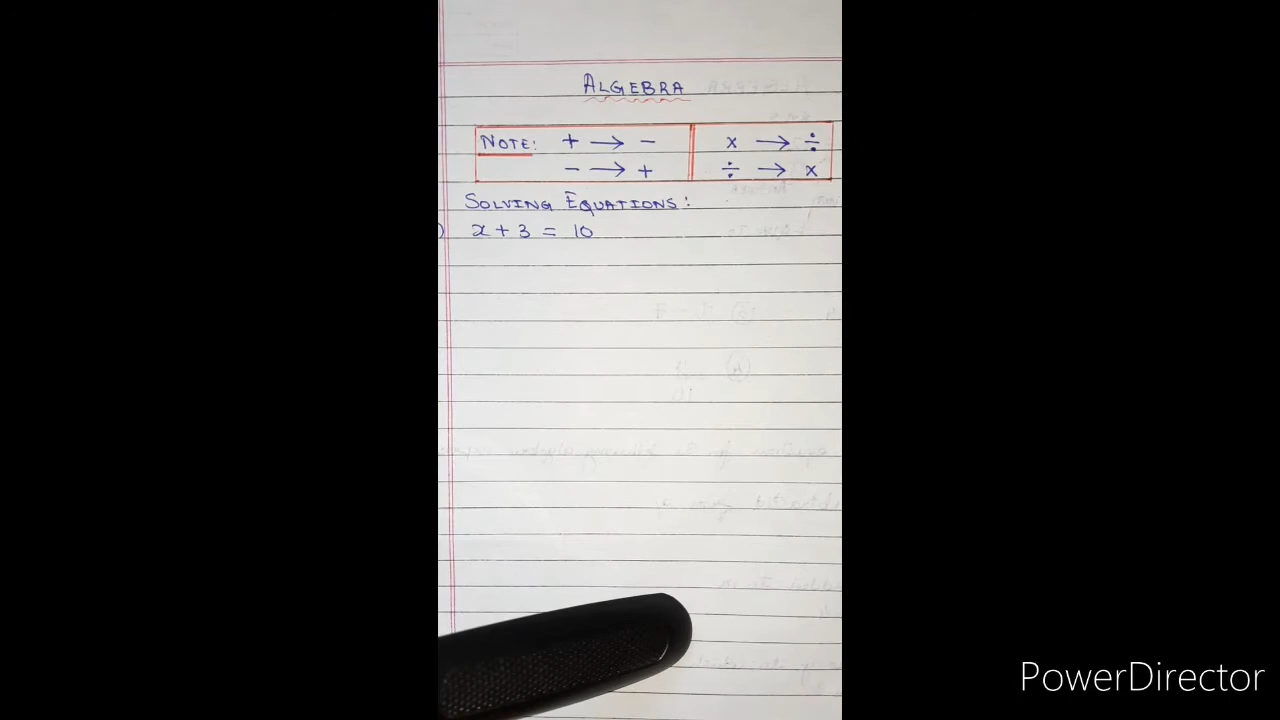 ALGEBRA
NOTE: + → - x → ÷
- → + ÷ → x
SOLVING EQUATIONS:
) x + 3 = 10
PowerDirector